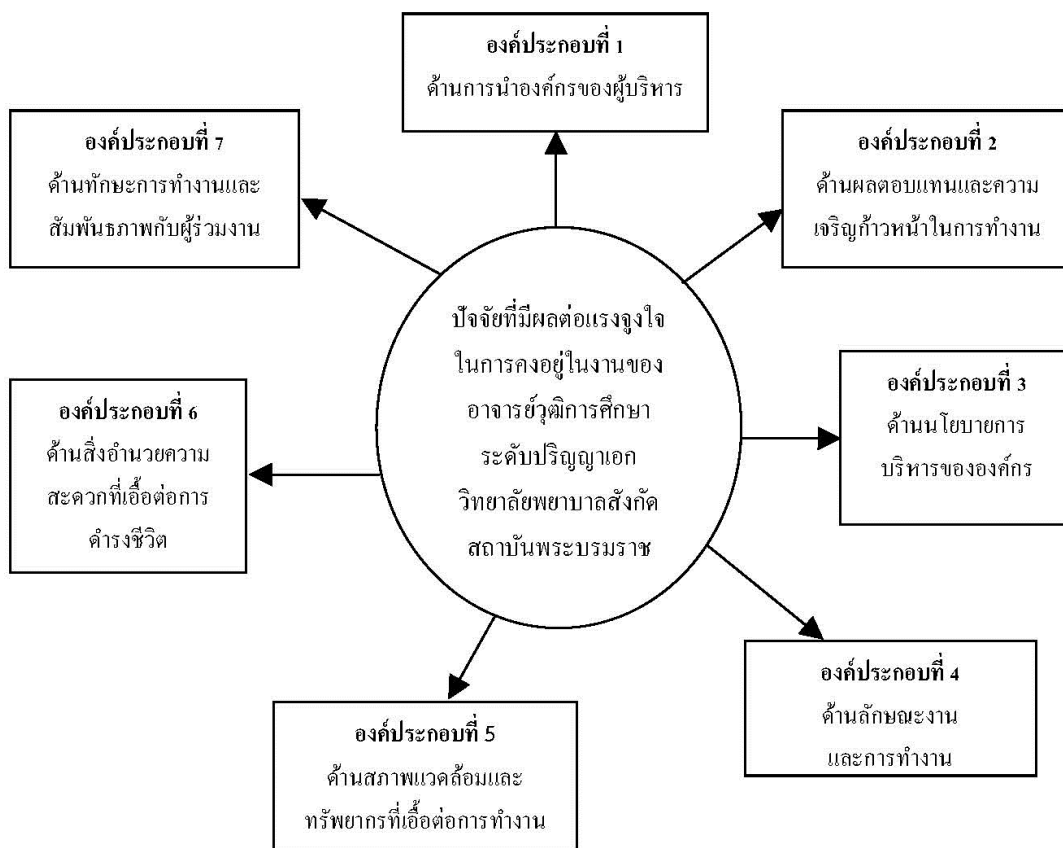 องค์ประกอบที่ 1
ด้านการนำองค์กรของผู้บริหาร
องค์ประกอบที่ 7
ด้านทักษะการทำงานและ
สัมพันธภาพกับผู้ร่วมงาน
องค์ประกอบที่ 2
ด้านผลตอบแทนและความ
เจริญก้าวหน้าในการทำงาน
ปัจจัยที่มีผลต่อแรงจูงใจ
ในการคงอยู่ในงานของ
อาจารย์วุฒิการศึกษา
ระดับปริญญาเอก
วิทยาลัยพยาบาลสังกัด
สถาบันพระบรมราช
องค์ประกอบที่ 3
ด้านนโยบายการ
บริหารขององค์กร
องค์ประกอบที่ 6
ด้านสิ่งอำนวยความ
สะดวกที่เอื้อต่อการ
ดำรงชีวิต
องค์ประกอบที่ 4
ด้านลักษณะงาน
และการทำงาน
องค์ประกอบที่ 5
ด้านสภาพแวดล้อมและ
ทรัพยากรที่เอื้อต่อการทำงาน